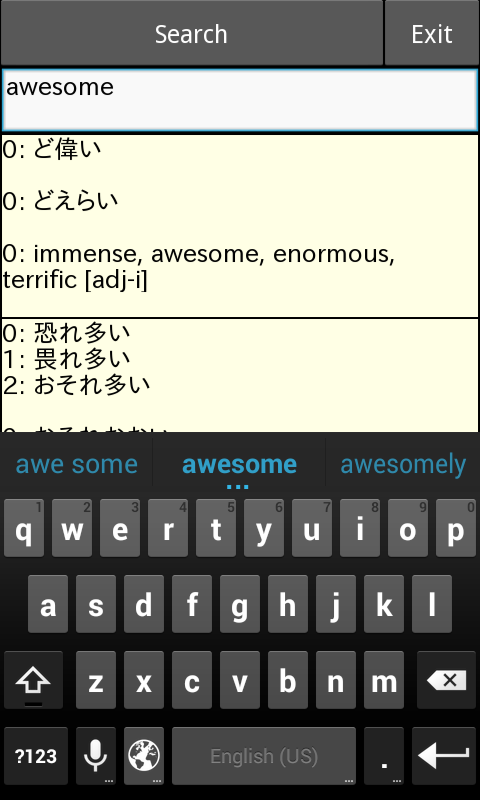 Search Exit
awesome
0: ど偉い
0: どえらい
0: immense, awesome, enormous,
terrific [adj-i]
0: 恐れ多い
1: 畏れ多い
2: おそれ多い
awe some awesome awesomely
1 2 3 4 5 6 7 8 9 0
q w e r t y u i o p
a s d f g h j k l
z x c v b n m
?123 English (US) .